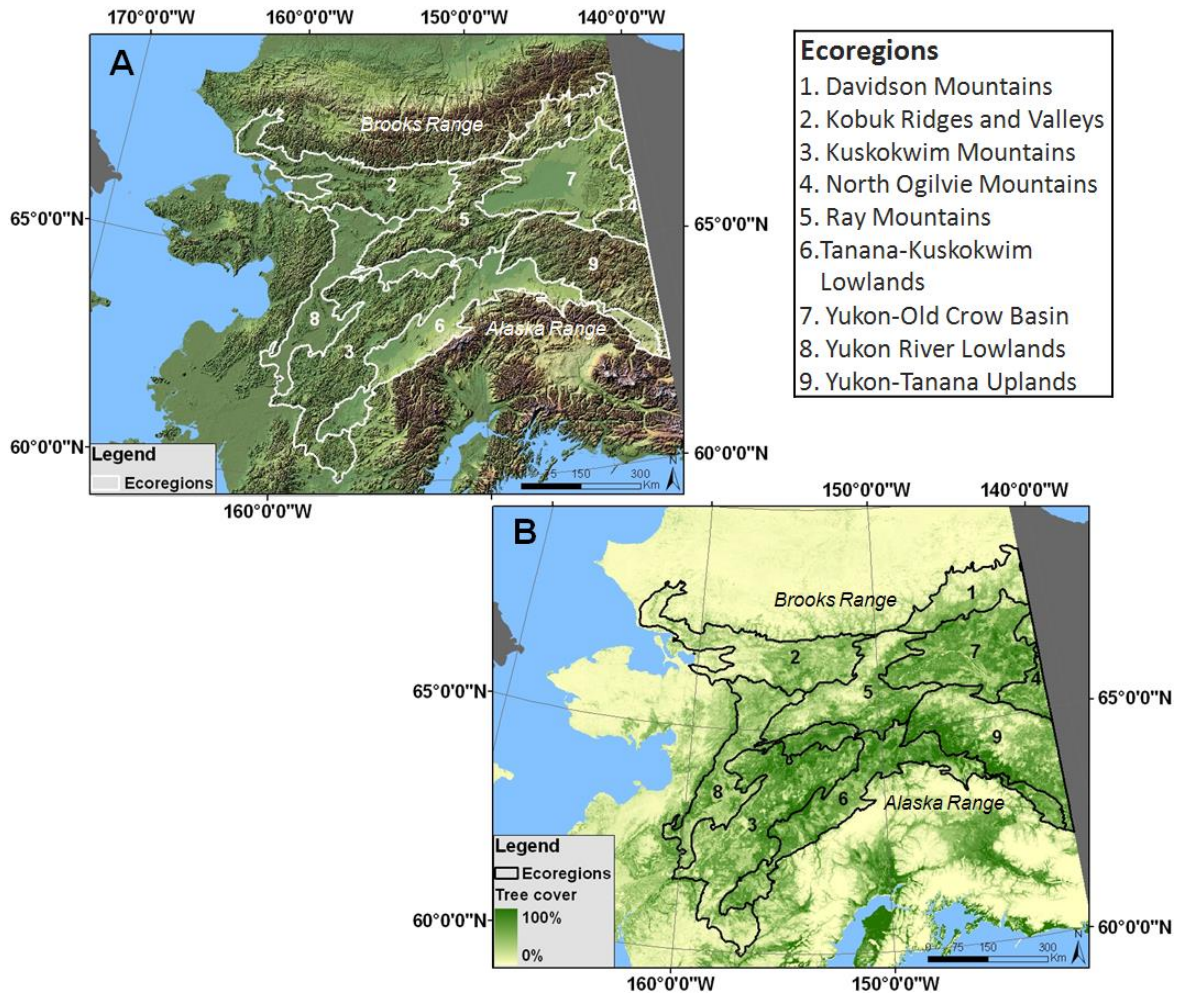 170°0'0"W 160°0'0"W 150°0'0"W 140°0'0"W
A
Brooks Range
1
2
7
4
65°0'0"N
65°0'0"N
5
9
8
6
3
Alaska Range
60°0'0"N
60°0'0"N
Legend
Ecoregions
75 150 300
Km
N
160°0'0"W
Ecoregions
1. Davidson Mountains
2. Kobuk Ridges and Valleys
3. Kuskokwim Mountains
4. North Ogilvie Mountains
5. Ray Mountains
6.Tanana-Kuskokwim
Lowlands
7. Yukon-Old Crow Basin
8. Yukon River Lowlands
9. Yukon-Tanana Uplands
150°0'0"W 140°0'0"W
B
Brooks Range
1
2
7
4
65°0'0"N
65°0'0"N
5
9
8
6
3
Alaska Range
Legend
Ecoregions
Tree cover
100%
0%
60°0'0"N
60°0'0"N
0 75 150 300
Km
N
160°0'0"W 150°0'0"W